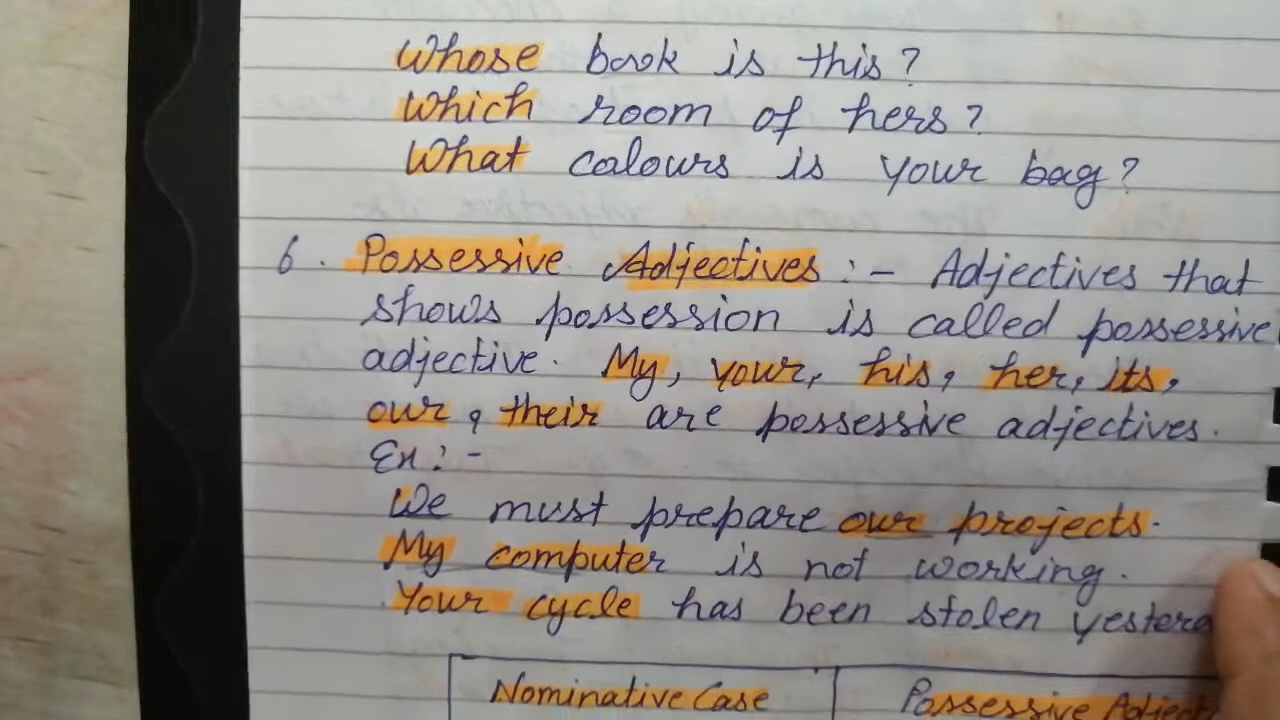 Whose book is this?
Which room of hers?
What calours is your bag?
6. Possessive Adjectives :- Adjectives that
shows possession is called possessive
adjective. My, your, his, her, its,
our, their are possessive adjectives.
Ex:-
We must prepare our projects.
My computer is not working.
Your cycle has been stolen
Nominative Case
Possessive